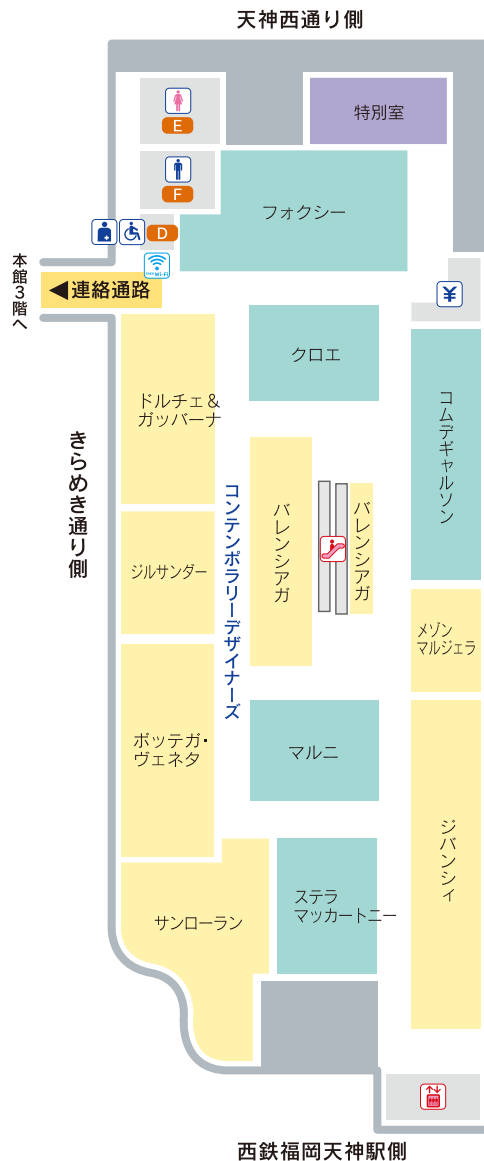 天神西通り側
E
特別室
F
フォクシー
D
FREE Wi-Fi
本館3階へ
◀連絡通路
¥
クロエ
ドルチェ&
ガッバーナ
コムデギャルソン
きらめき通り側
コンテンポラリーデザイナーズ
バレンシアガ
バレンシアガ
ジルサンダー
メゾン
マルジェラ
ボッテガ・
ヴェネタ
マルニ
ジバンシィ
ステラ
マッカートニー
サンローラン
西鉄福岡天神駅側